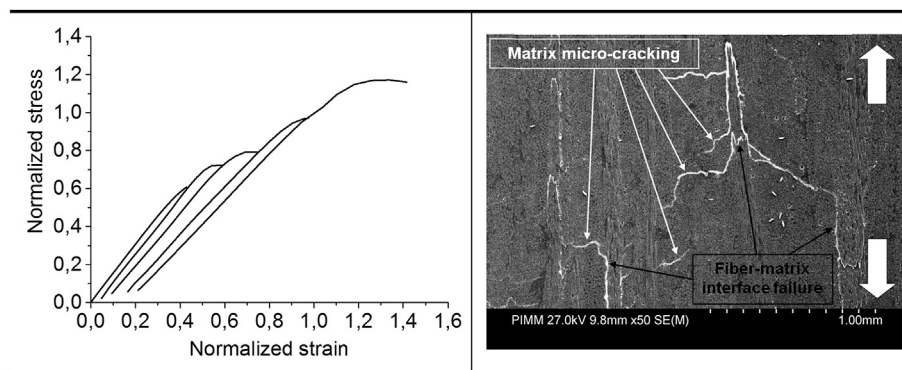 1,4
1,2
1,0
0,8
0,6
0,4
0,2
0,0
Normalized stress
0,0 0,2 0,4 0,6 0,8 1,0 1,2 1,4 1,6
Normalized strain
Matrix micro-cracking
Fiber-matrix
interface failure
PIMM 27.0kV 9.8mm x50 SE(M) 1.00mm